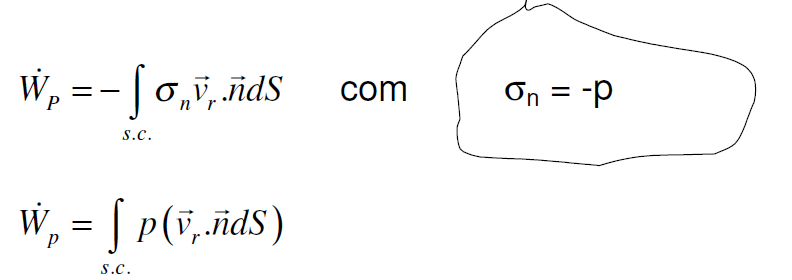 Ẇ_P = −∫_{s.c.} σ_n v⃗_r .n⃗dS com σ_n = -p
Ẇ_p = ∫_{s.c.} p(v⃗_r .n⃗dS)